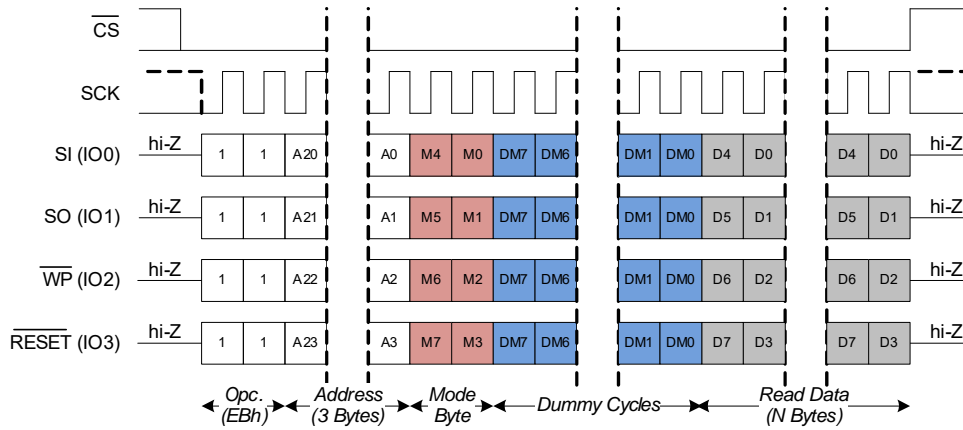 CS
SCK
SI (IO0) hi-Z 1 1 A20 A0 M4 M0 DM7 DM6 DM1 DM0 D4 D0 D4 D0 hi-Z
SO (IO1) hi-Z 1 1 A21 A1 M5 M1 DM7 DM6 DM1 DM0 D5 D1 D5 D1 hi-Z
WP (IO2) hi-Z 1 1 A22 A2 M6 M2 DM7 DM6 DM1 DM0 D6 D2 D6 D2 hi-Z
RESET (IO3) hi-Z 1 1 A23 A3 M7 M3 DM7 DM6 DM1 DM0 D7 D3 D7 D3 hi-Z
Opc. Address Mode Dummy Cycles Read Data
(EBh) (3 Bytes) Byte (N Bytes)